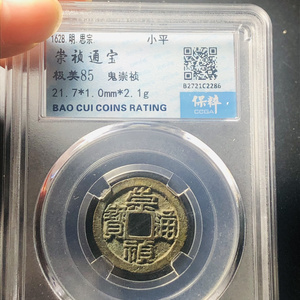 1628 明 思宗 小平
崇祯通宝
极美85 鬼崇祯
21.7*1.0mm*2.1g
BAO CUI COINS RATING
B2721C2286
保粹
崇
寶 通
禎